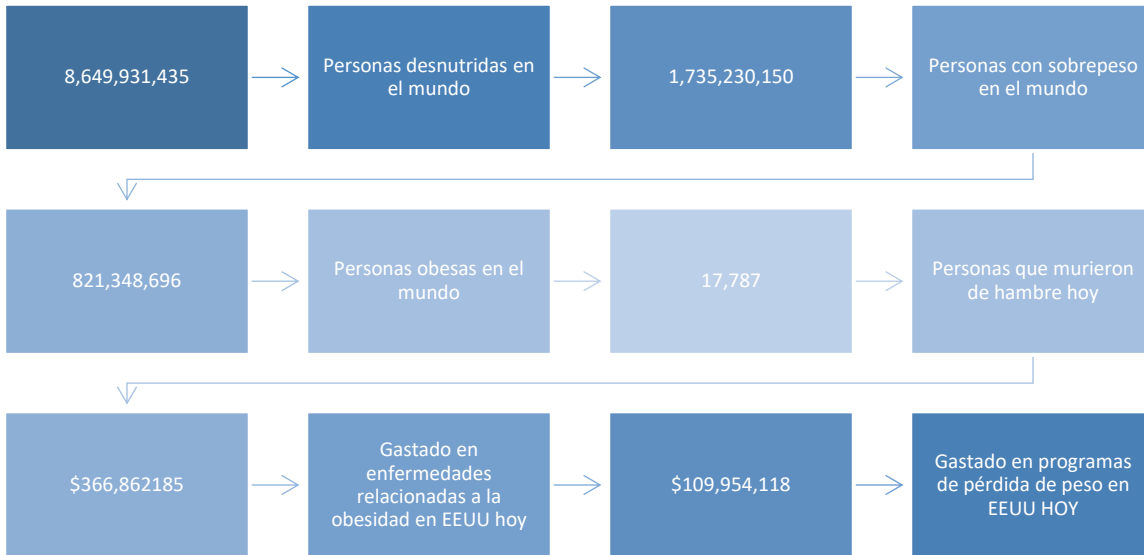 8,649,931,435
Personas desnutridas en
el mundo
1,735,230,150
Personas con sobrepeso
en el mundo
821,348,696
Personas obesas en el
mundo
17,787
Personas que murieron
de hambre hoy
$366,862185
Gastado en
enfermedades
relacionadas a la
obesidad en EEUU hoy
$109,954,118
Gastado en programas
de pérdida de peso en
EEUU HOY